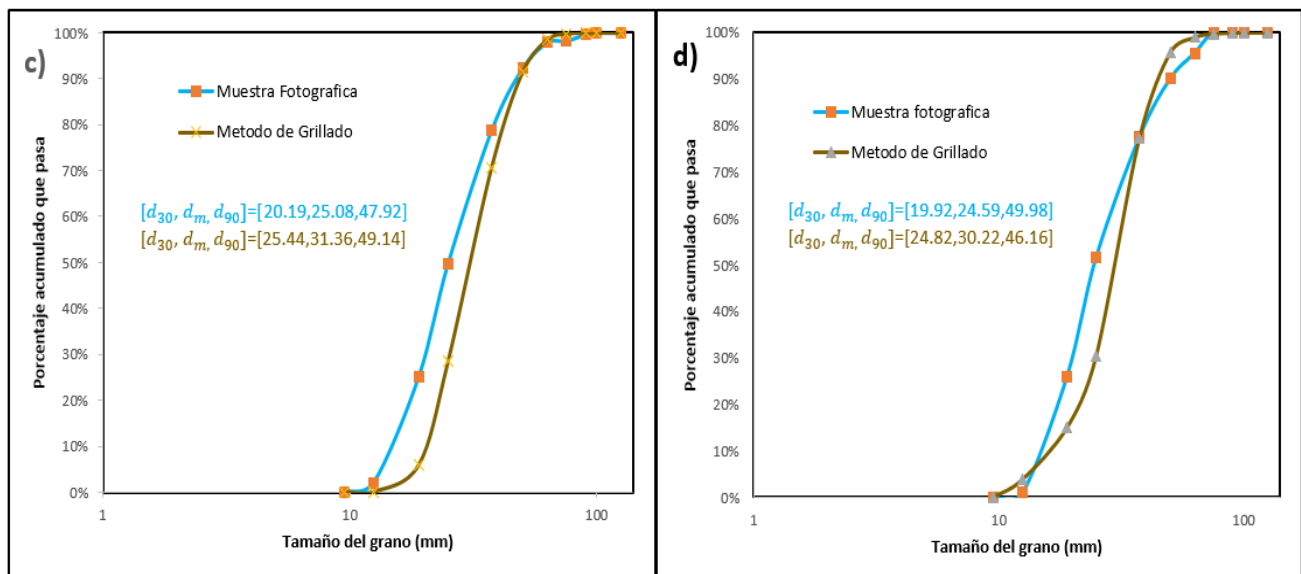 c)
Muestra Fotografica
Metodo de Grillado
[d₃₀, dₘ, d₉₀]=[20.19,25.08,47.92]
[d₃₀, dₘ, d₉₀]=[25.44,31.36,49.14]
Porcentaje acumulado que pasa
100%
90%
80%
70%
60%
50%
40%
30%
20%
10%
0%
1
10
100
Tamaño del grano (mm)
d)
Muestra fotografica
Metodo de Grillado
[d₃₀, dₘ, d₉₀]=[19.92,24.59,49.98]
[d₃₀, dₘ, d₉₀]=[24.82,30.22,46.16]
Porcentaje acumulado que pasa
100%
90%
80%
70%
60%
50%
40%
30%
20%
10%
0%
1
10
100
Tamaño del grano (mm)